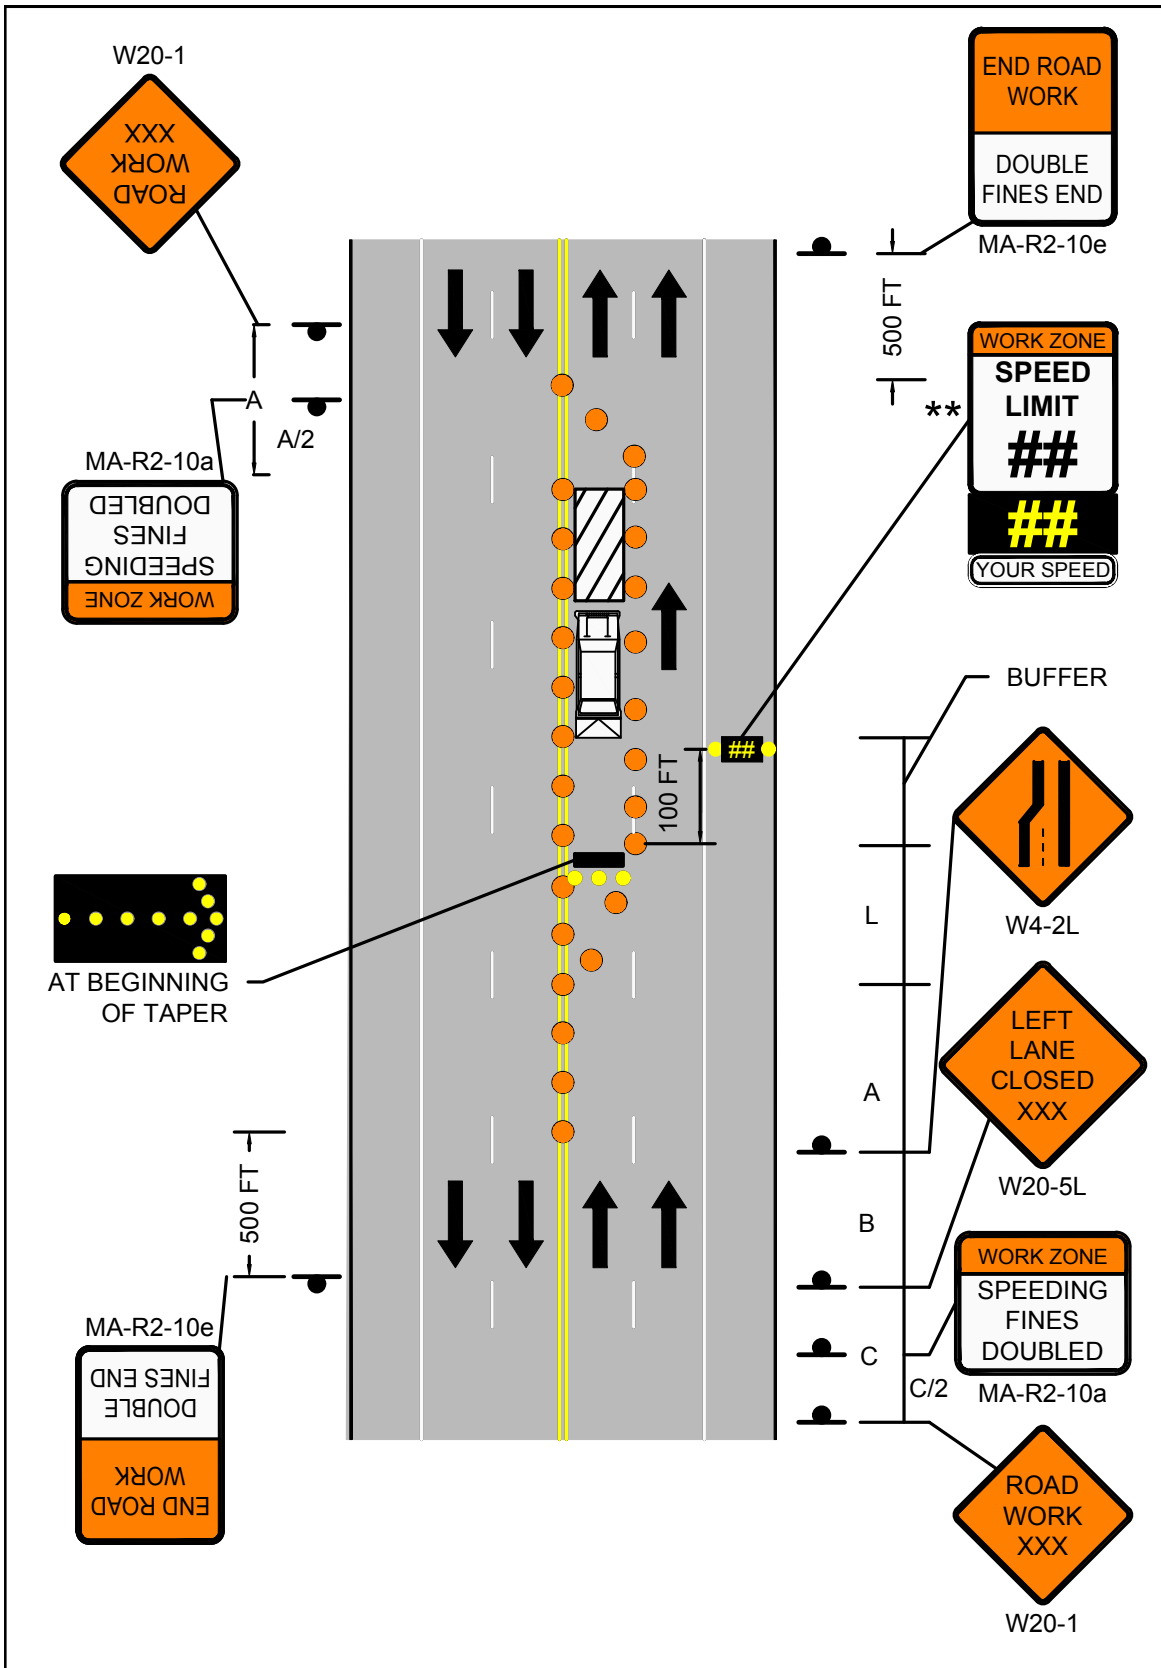 W20-1
ROAD
WORK
XXX
A
A/2
MA-R2-10a
WORK ZONE
SPEEDING
FINES
DOUBLED
END ROAD
WORK
DOUBLE
FINES END
MA-R2-10e
500 FT
WORK ZONE
SPEED
LIMIT
##
##
YOUR SPEED
**
BUFFER
##
100 FT
W4-2L
L
AT BEGINNING
OF TAPER
LEFT
LANE
CLOSED
XXX
W20-5L
A
B
500 FT
WORK ZONE
SPEEDING
FINES
DOUBLED
MA-R2-10a
C
C/2
MA-R2-10e
END ROAD
WORK
DOUBLE
FINES END
ROAD
WORK
XXX
W20-1